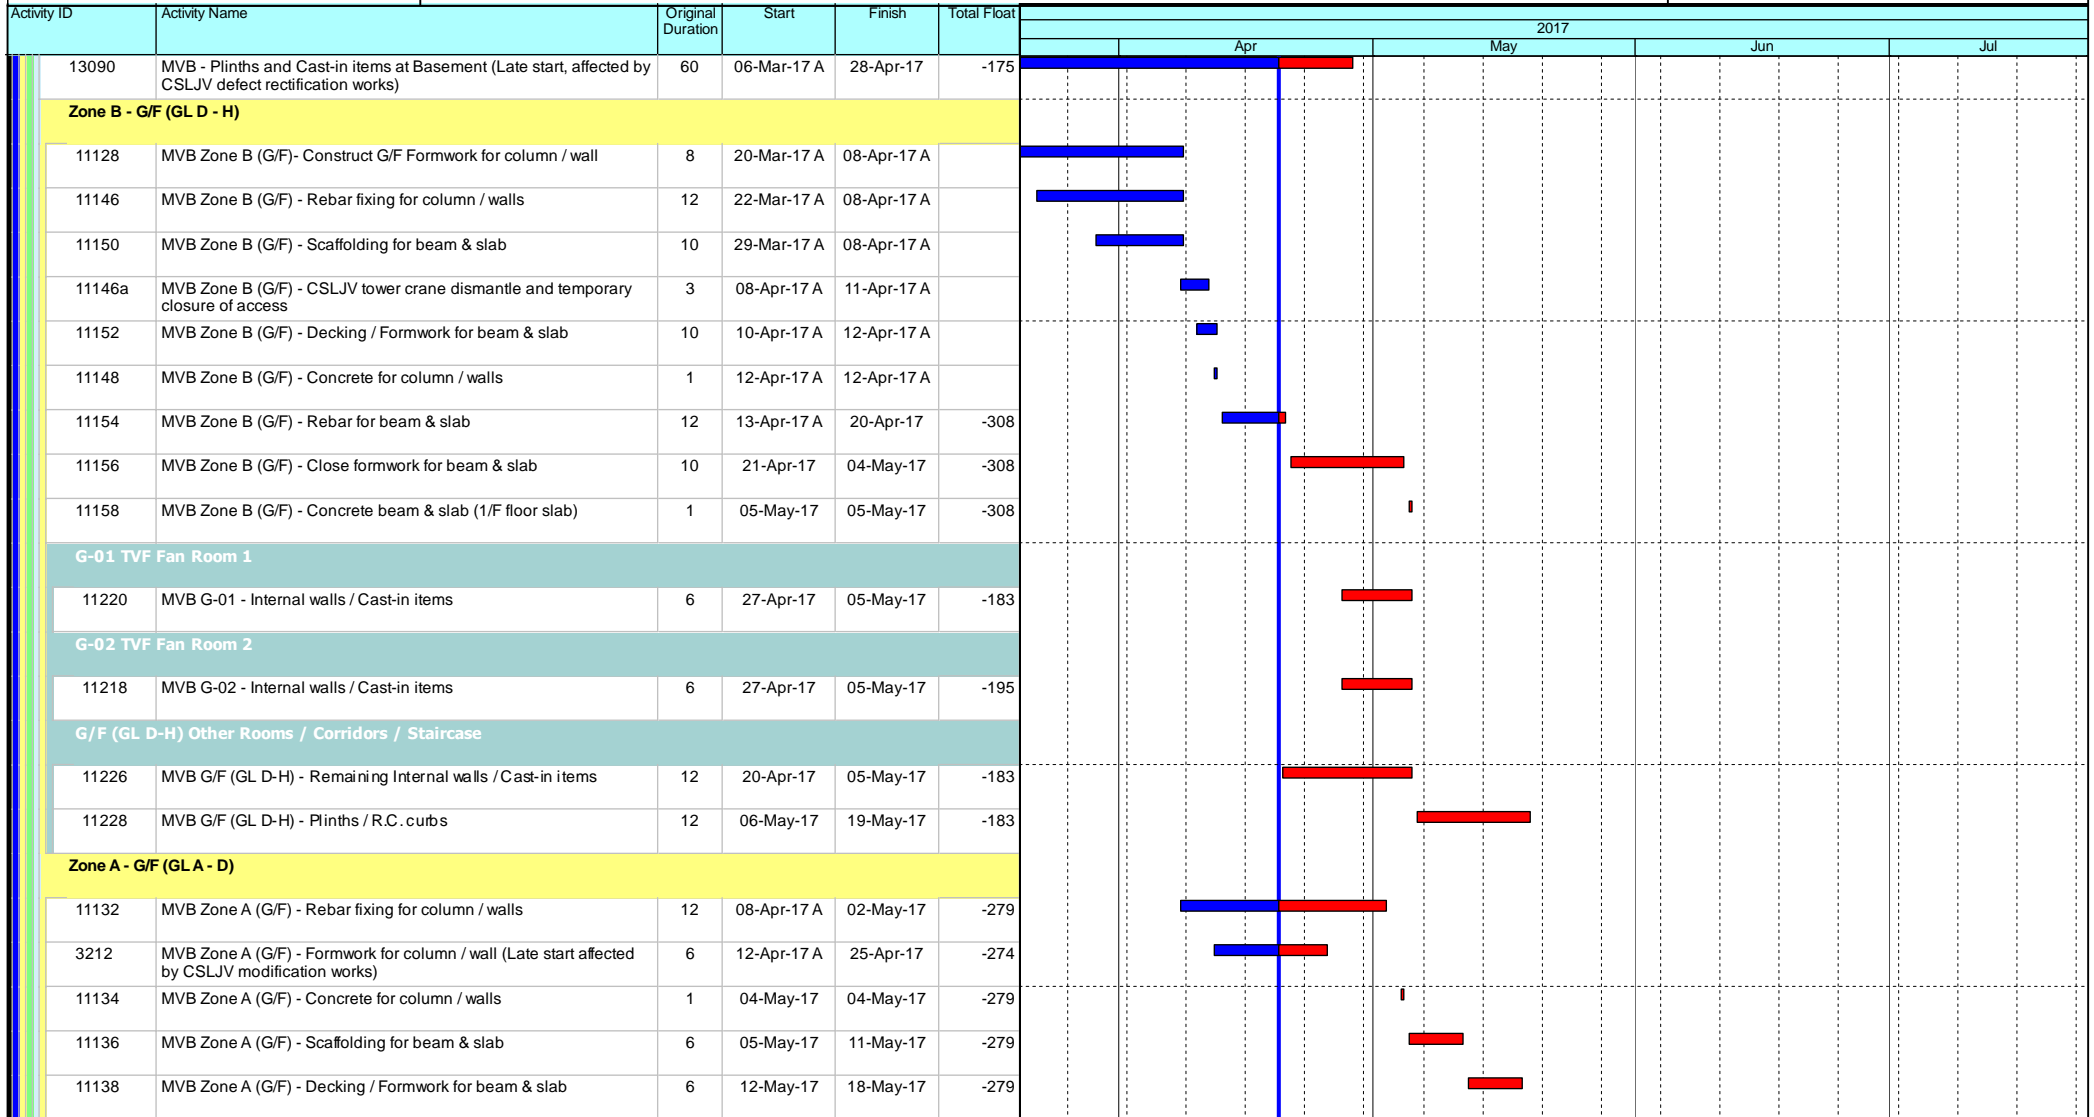 Activity ID Activity Name Original Start Finish Total Float
Duration 2017
Apr May Jun Jul
13090 MVB - Plinths and Cast-in items at Basement (Late start, affected by 60 06-Mar-17 A 28-Apr-17 -175
CSLJV defect rectification works)
Zone B - G/F (GL D - H)
11128 MVB Zone B (G/F)- Construct G/F Formwork for column / wall 8 20-Mar-17 A 08-Apr-17 A
11146 MVB Zone B (G/F) - Rebar fixing for column / walls 12 22-Mar-17 A 08-Apr-17 A
11150 MVB Zone B (G/F) - Scaffolding for beam & slab 10 29-Mar-17 A 08-Apr-17 A
11146a MVB Zone B (G/F) - CSLJV tower crane dismantle and temporary 3 08-Apr-17 A 11-Apr-17 A
closure of access
11152 MVB Zone B (G/F) - Decking / Formwork for beam & slab 10 10-Apr-17 A 12-Apr-17 A
11148 MVB Zone B (G/F) - Concrete for column / walls 1 12-Apr-17 A 12-Apr-17 A
11154 MVB Zone B (G/F) - Rebar for beam & slab 12 13-Apr-17 A 20-Apr-17 -308
11156 MVB Zone B (G/F) - Close formwork for beam & slab 10 21-Apr-17 04-May-17 -308
11158 MVB Zone B (G/F) - Concrete beam & slab (1/F floor slab) 1 05-May-17 05-May-17 -308
G-01 TVF Fan Room 1
11220 MVB G-01 - Internal walls / Cast-in items 6 27-Apr-17 05-May-17 -183
G-02 TVF Fan Room 2
11218 MVB G-02 - Internal walls / Cast-in items 6 27-Apr-17 05-May-17 -195
G/F (GL D-H) Other Rooms / Corridors / Staircase
11226 MVB G/F (GL D-H) - Remaining Internal walls / Cast-in items 12 20-Apr-17 05-May-17 -183
11228 MVB G/F (GL D-H) - Plinths / R.C. curbs 12 06-May-17 19-May-17 -183
Zone A - G/F (GL A - D)
11132 MVB Zone A (G/F) - Rebar fixing for column / walls 12 08-Apr-17 A 02-May-17 -279
3212 MVB Zone A (G/F) - Formwork for column / wall (Late start affected 6 12-Apr-17 A 25-Apr-17 -274
by CSLJV modification works)
11134 MVB Zone A (G/F) - Concrete for column / walls 1 04-May-17 04-May-17 -279
11136 MVB Zone A (G/F) - Scaffolding for beam & slab 6 05-May-17 11-May-17 -279
11138 MVB Zone A (G/F) - Decking / Formwork for beam & slab 6 12-May-17 18-May-17 -279